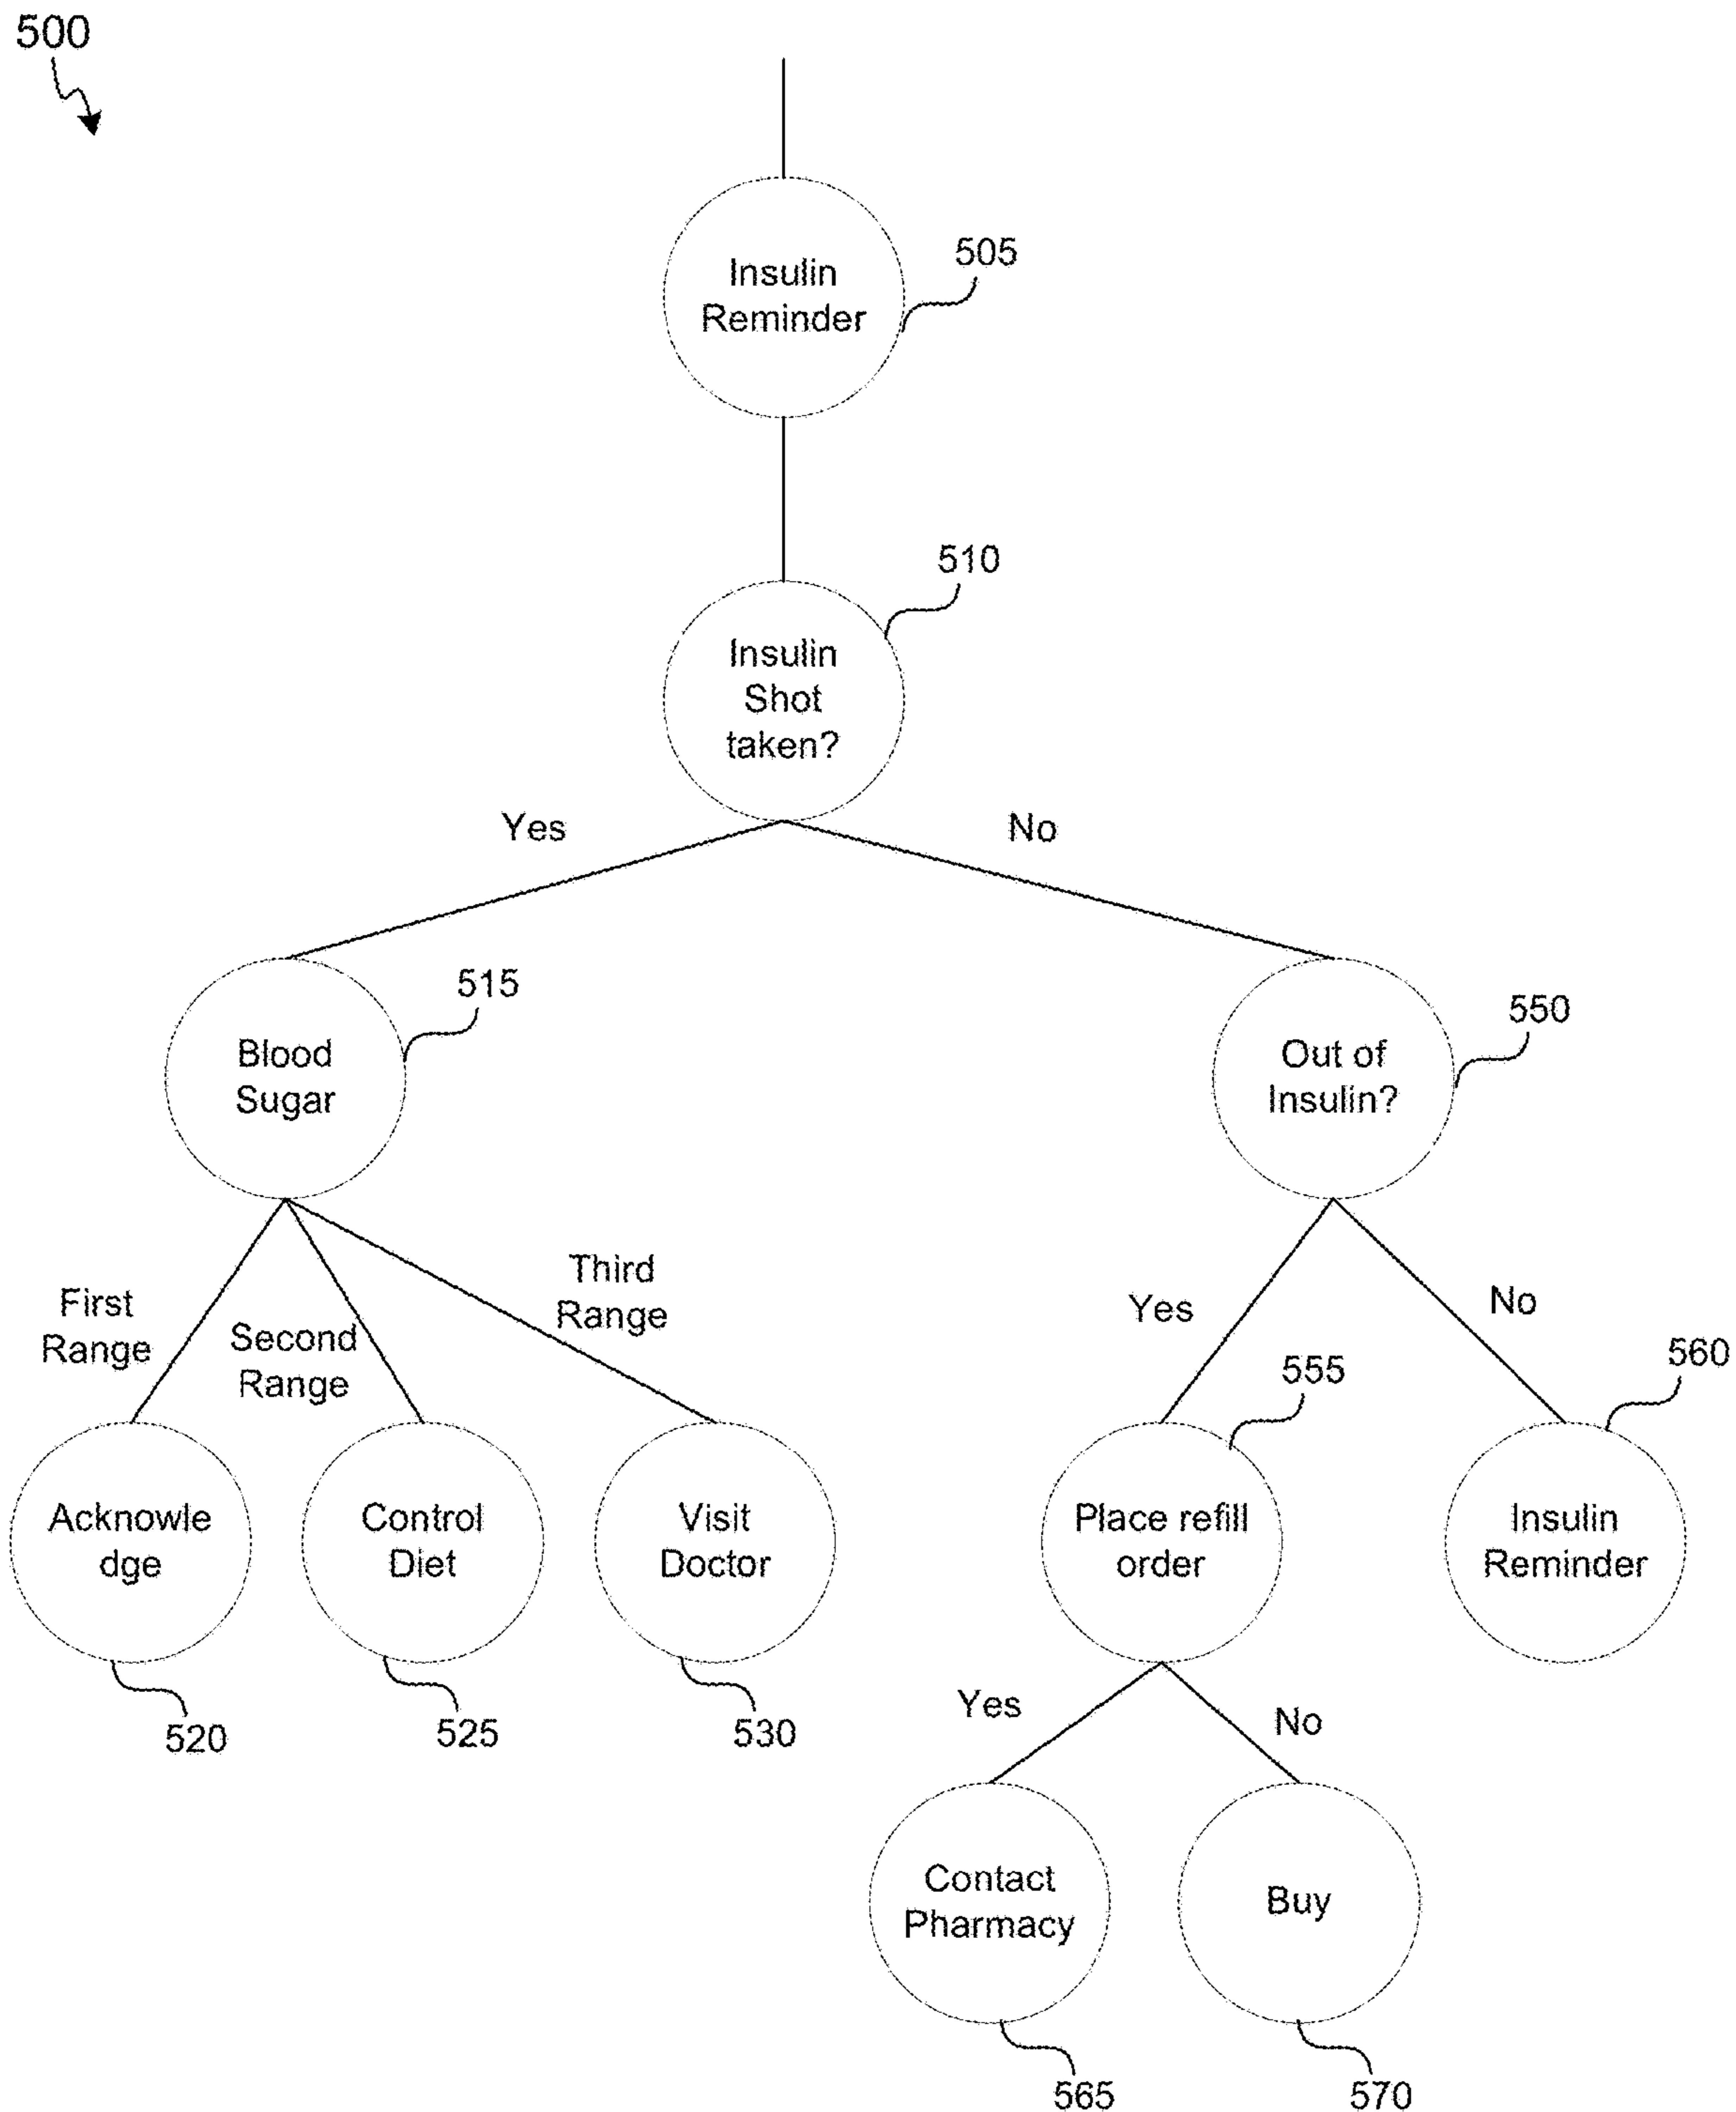 500
Insulin
Reminder
505
510
Insulin
Shot
taken?
Yes
No
515
Blood
Sugar
550
Out of
Insulin?
First
Range
Second
Range
Third
Range
Yes
No
555
560
Acknowle
dge
Control
Diet
Visit
Doctor
Place refill
order
Insulin
Reminder
520
525
530
Yes
No
Contact
Pharmacy
Buy
565
570